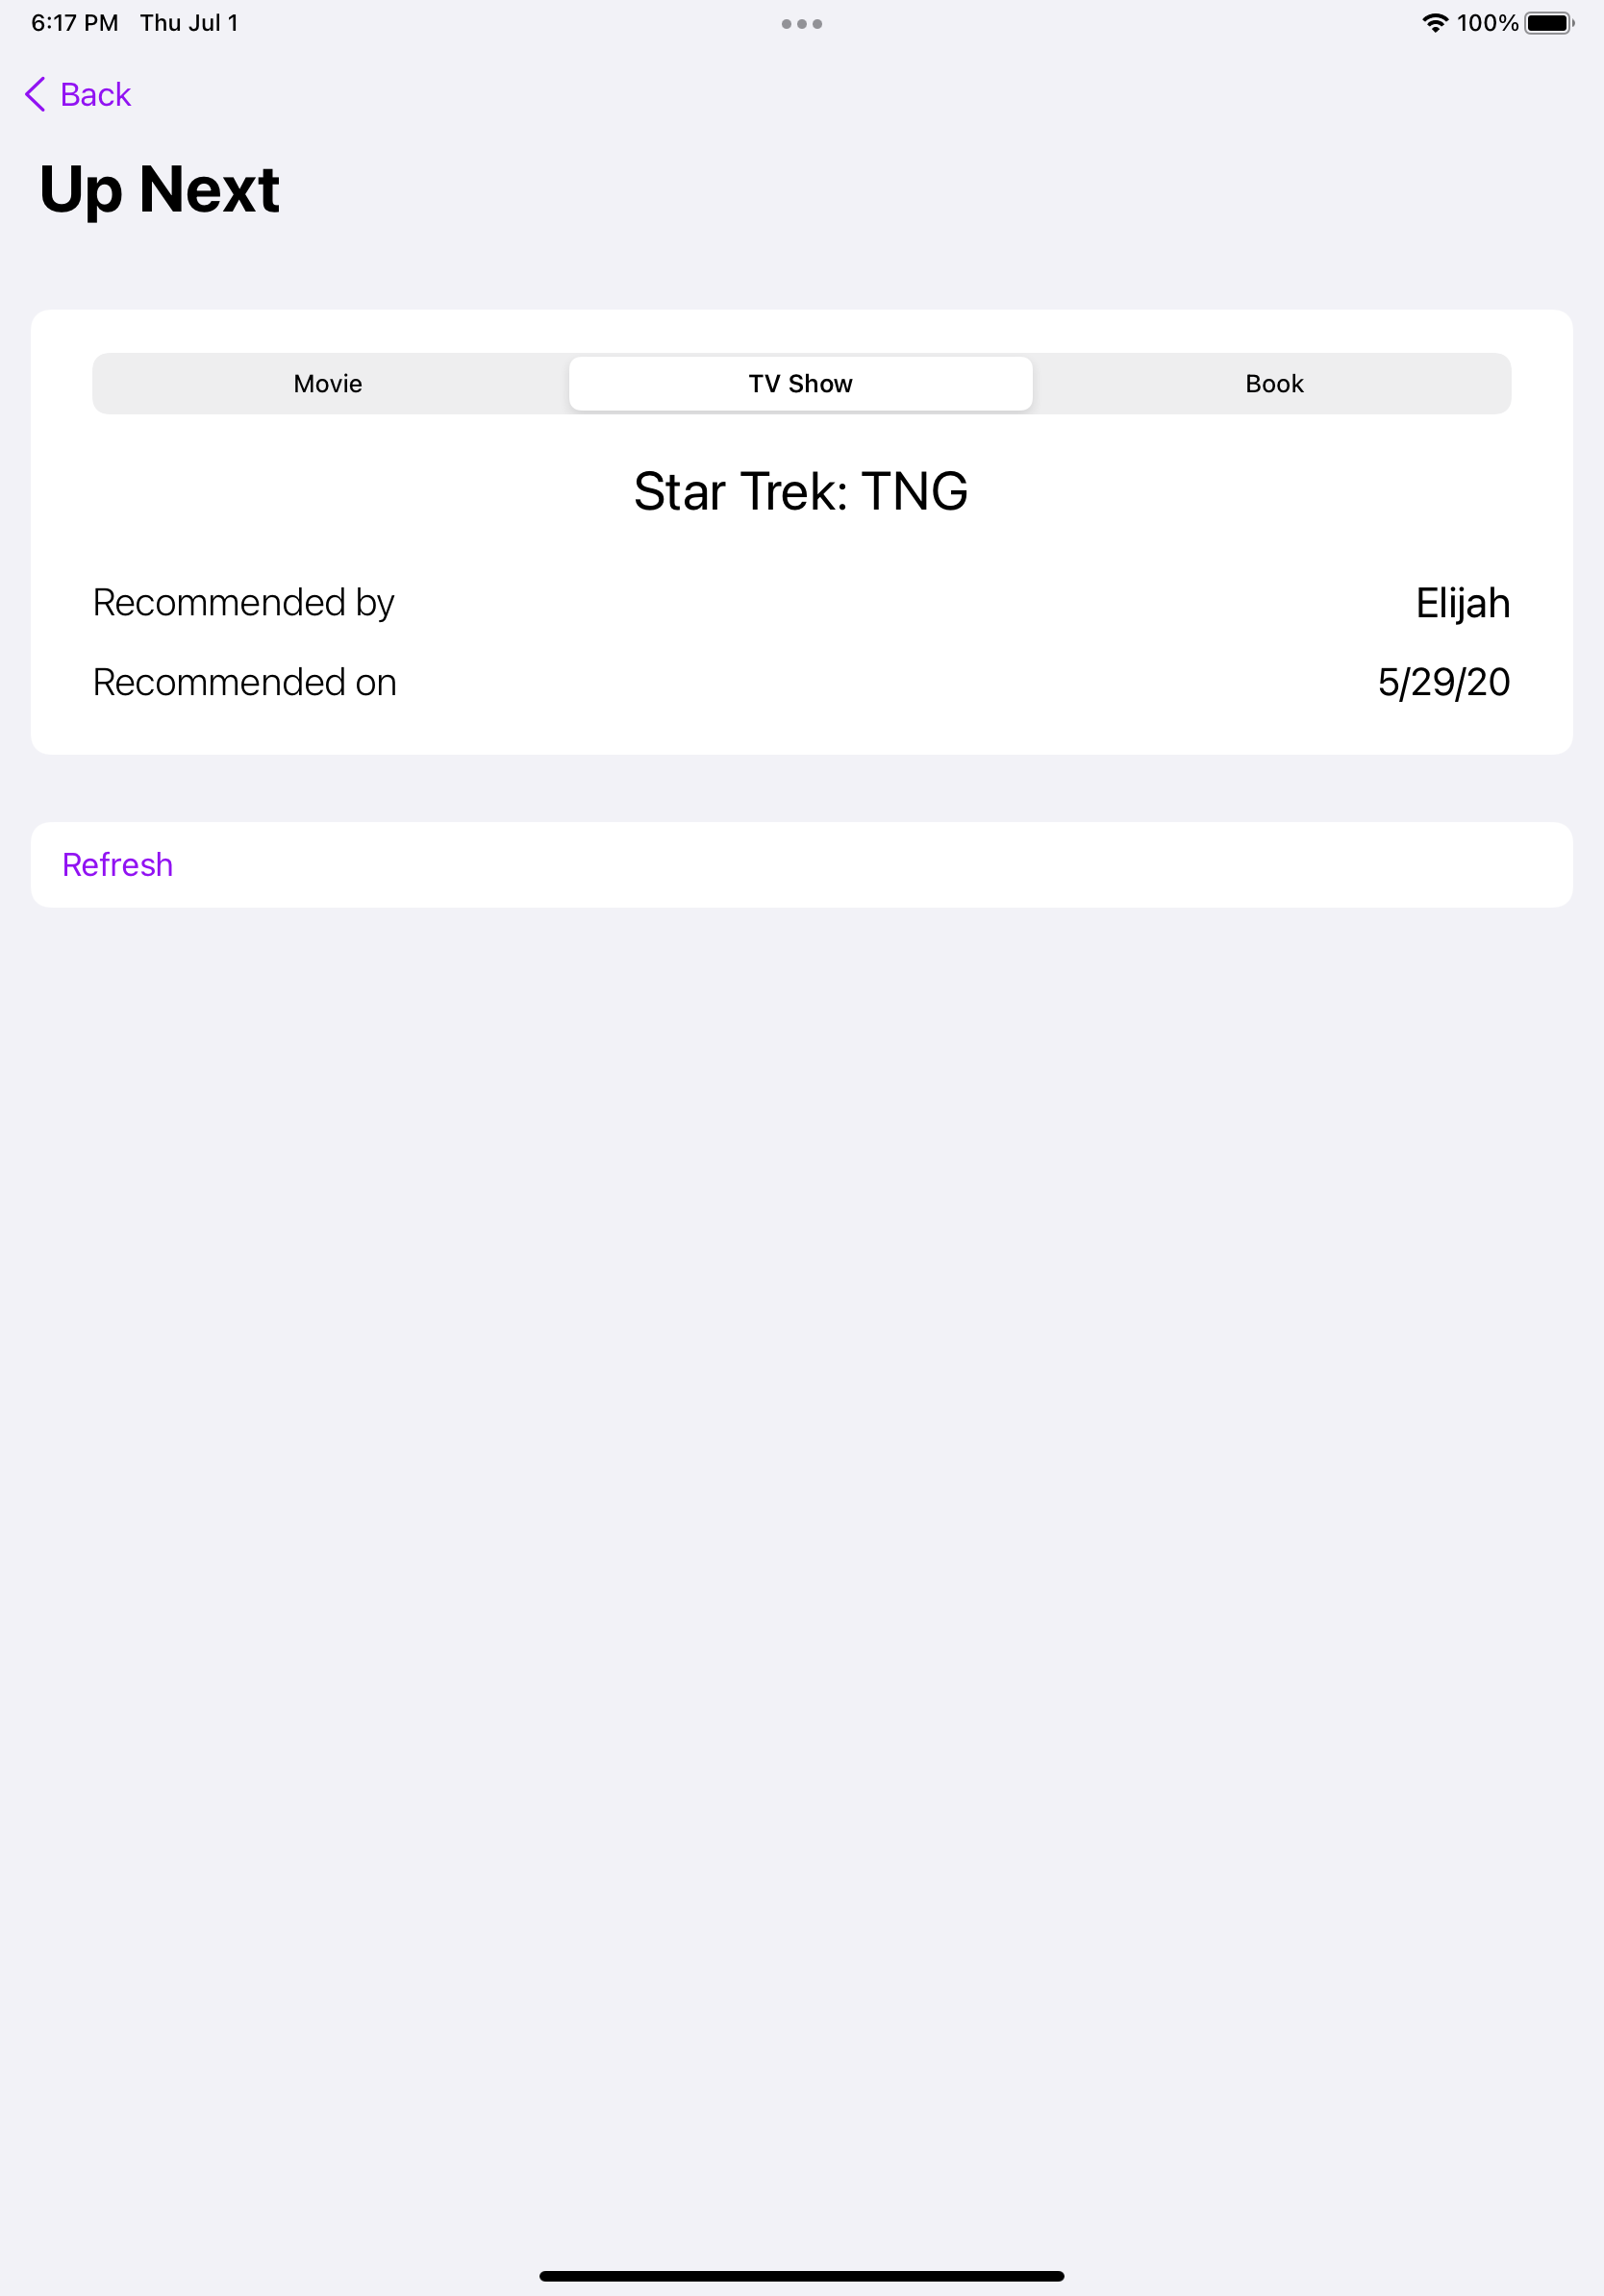 6:17 PM Thu Jul 1 100%
Back
Up Next
Movie TV Show Book
Star Trek: TNG
Recommended by Elijah
Recommended on 5/29/20
Refresh